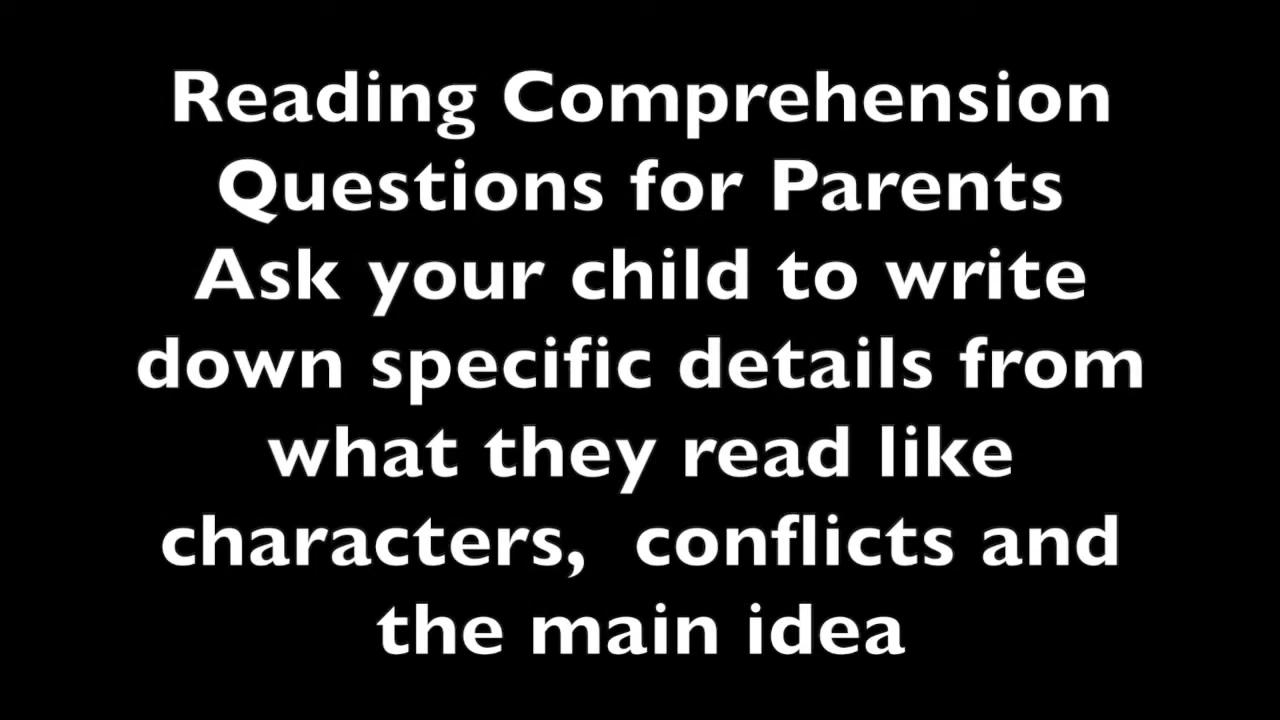 Reading Comprehension
Questions for Parents
Ask your child to write
down specific details from
what they read like
characters,  conflicts and
the main idea